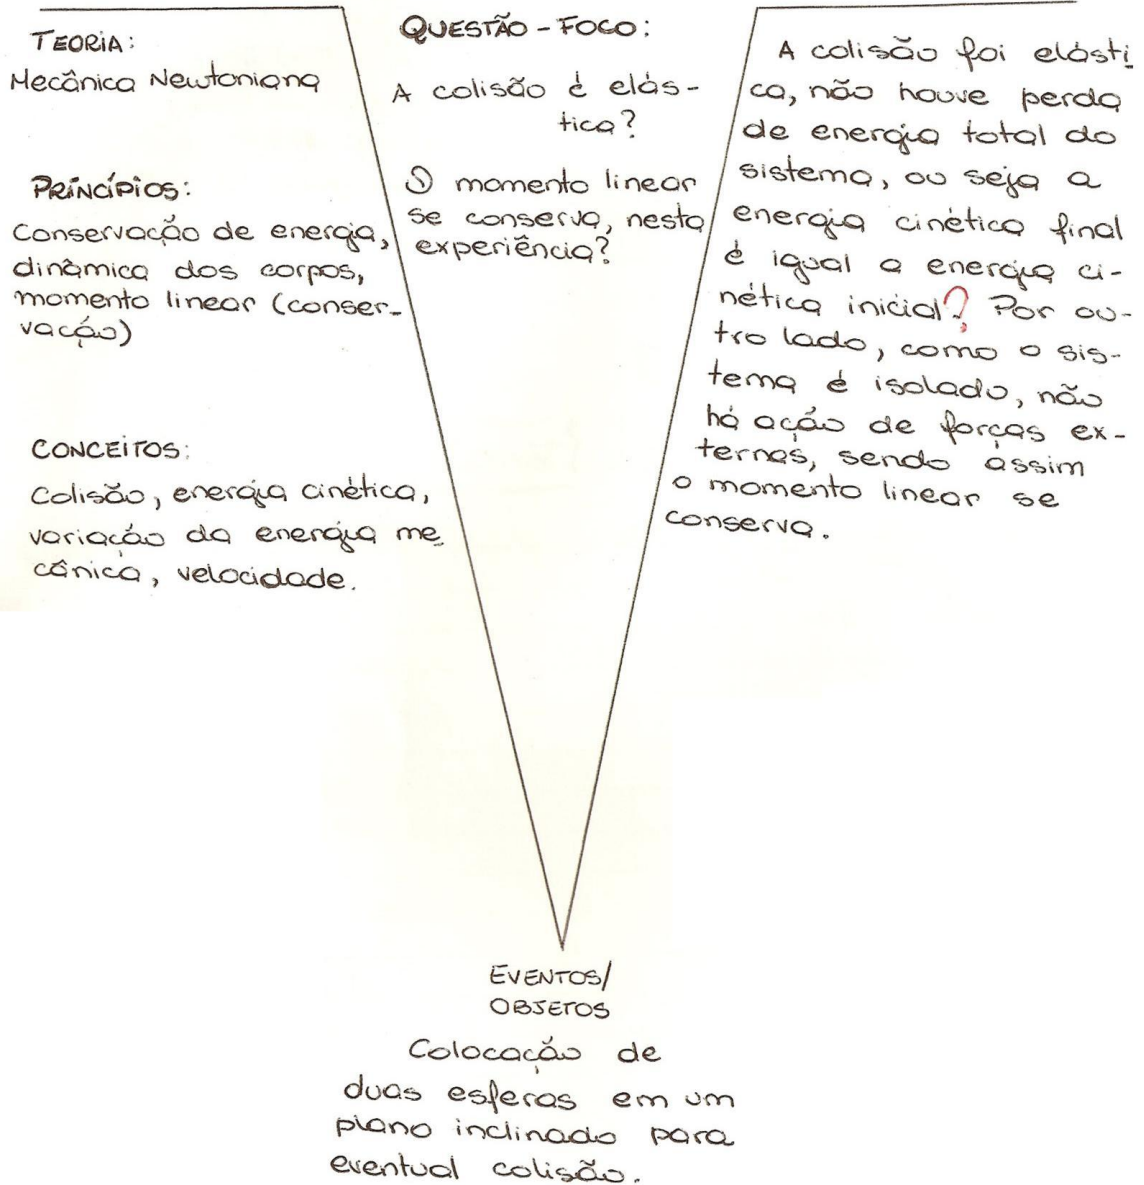 TEORIA:
Mecânica Newtoniana
PRINCÍPIOS:
Conservação de energia,
dinâmica dos corpos,
momento linear (conser-
vação)
CONCEITOS:
Colisão, energia cinética,
variação da energia me
cânica, velocidade.
QUESTÃO-FOCO:
A colisão é elás-
tica?
O momento linear
se conserva, nesta
experiência?
A colisão foi elásti
ca, não houve perda
de energia total do
sistema, ou seja a
energia cinética final
é igual a energia ci-
nética inicial? Por ou-
tro lado, como o sis-
tema é isolado, não
há ação de forças ex-
ternas, sendo assim
o momento linear se
conserva.
EVENTOS/
OBJETOS
Colocação de
duas esferas em um
plano inclinado para
eventual colisão.